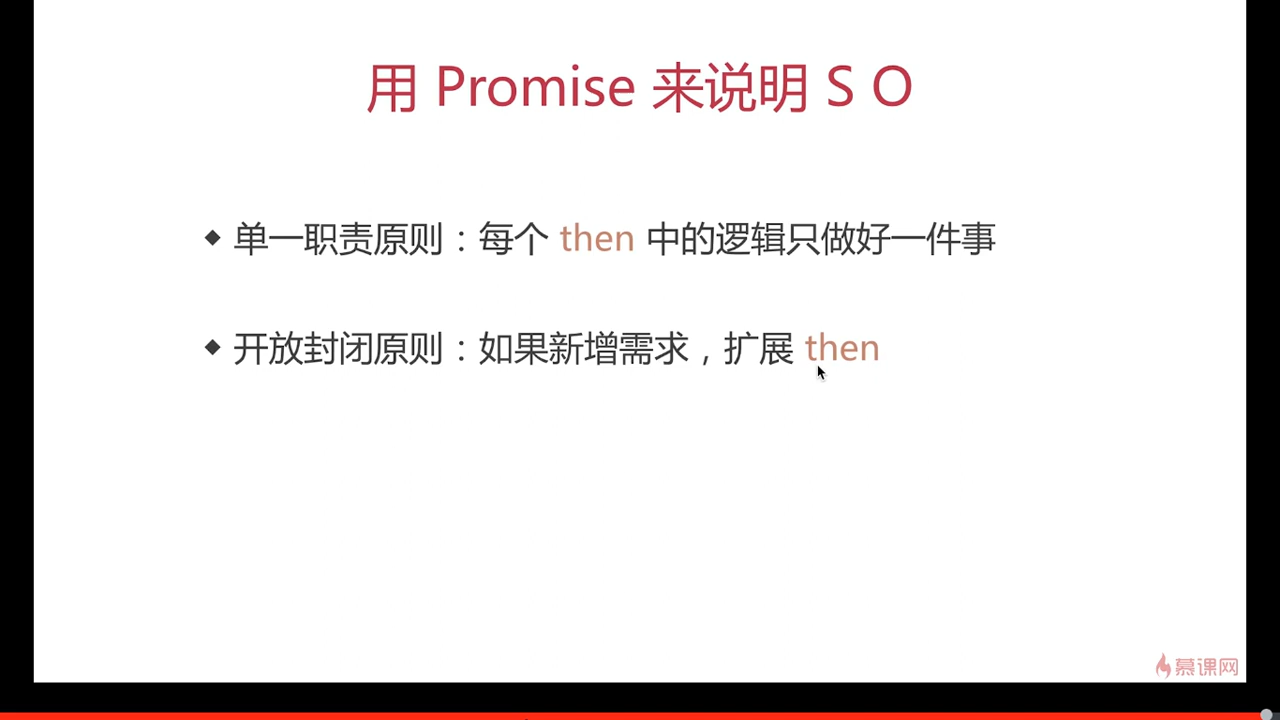 用 Promise 来说明 S O
◆ 单一职责原则：每个 then 中的逻辑只做好一件事
◆ 开放封闭原则：如果新增需求，扩展 then
慕课网